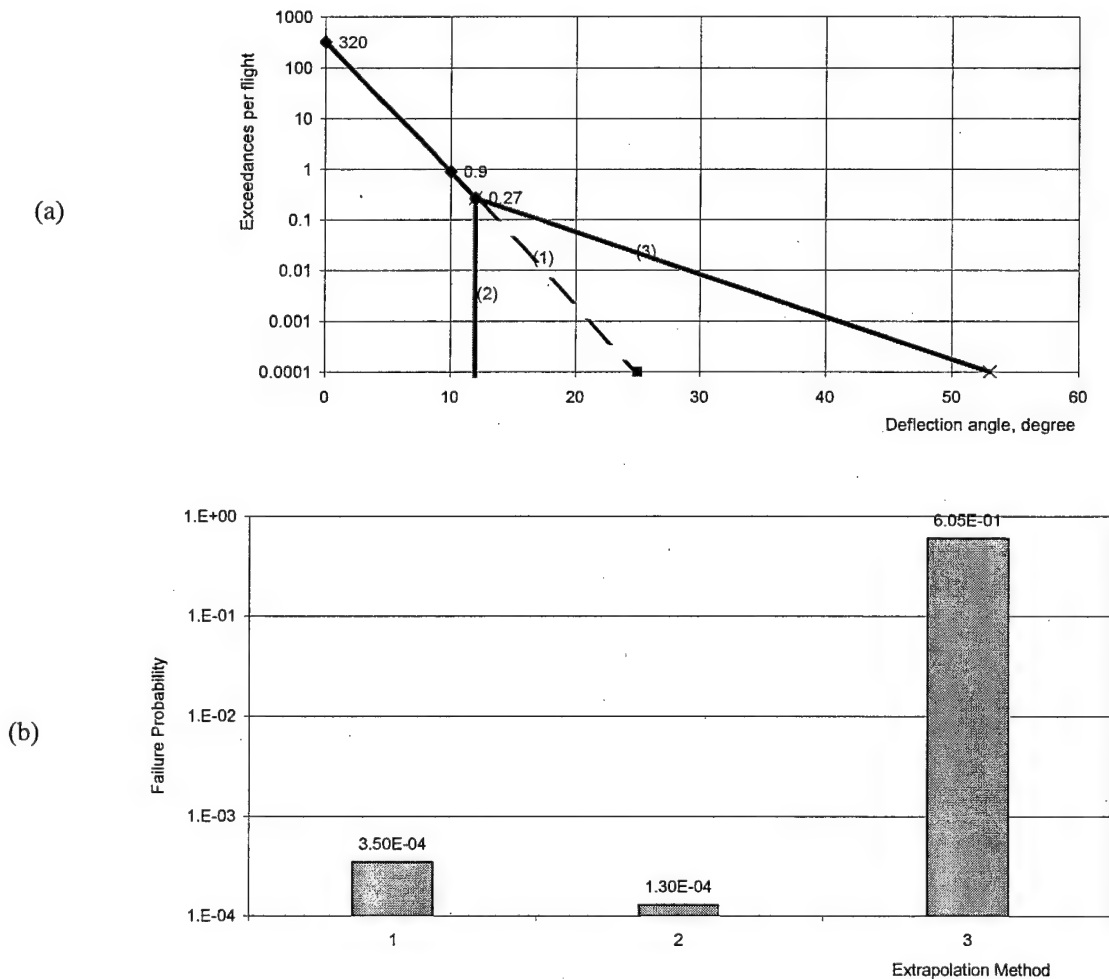 (a)
Exceedances per flight
1000
100
10
1
0.1
0.01
0.001
0.0001
320
0.9
0.27
(1)
(2)
(3)
0 10 20 30 40 50 60
Deflection angle, degree
(b)
Failure Probability
1.E+00
1.E-01
1.E-02
1.E-03
1.E-04
3.50E-04
1.30E-04
6.05E-01
1 2 3
Extrapolation Method